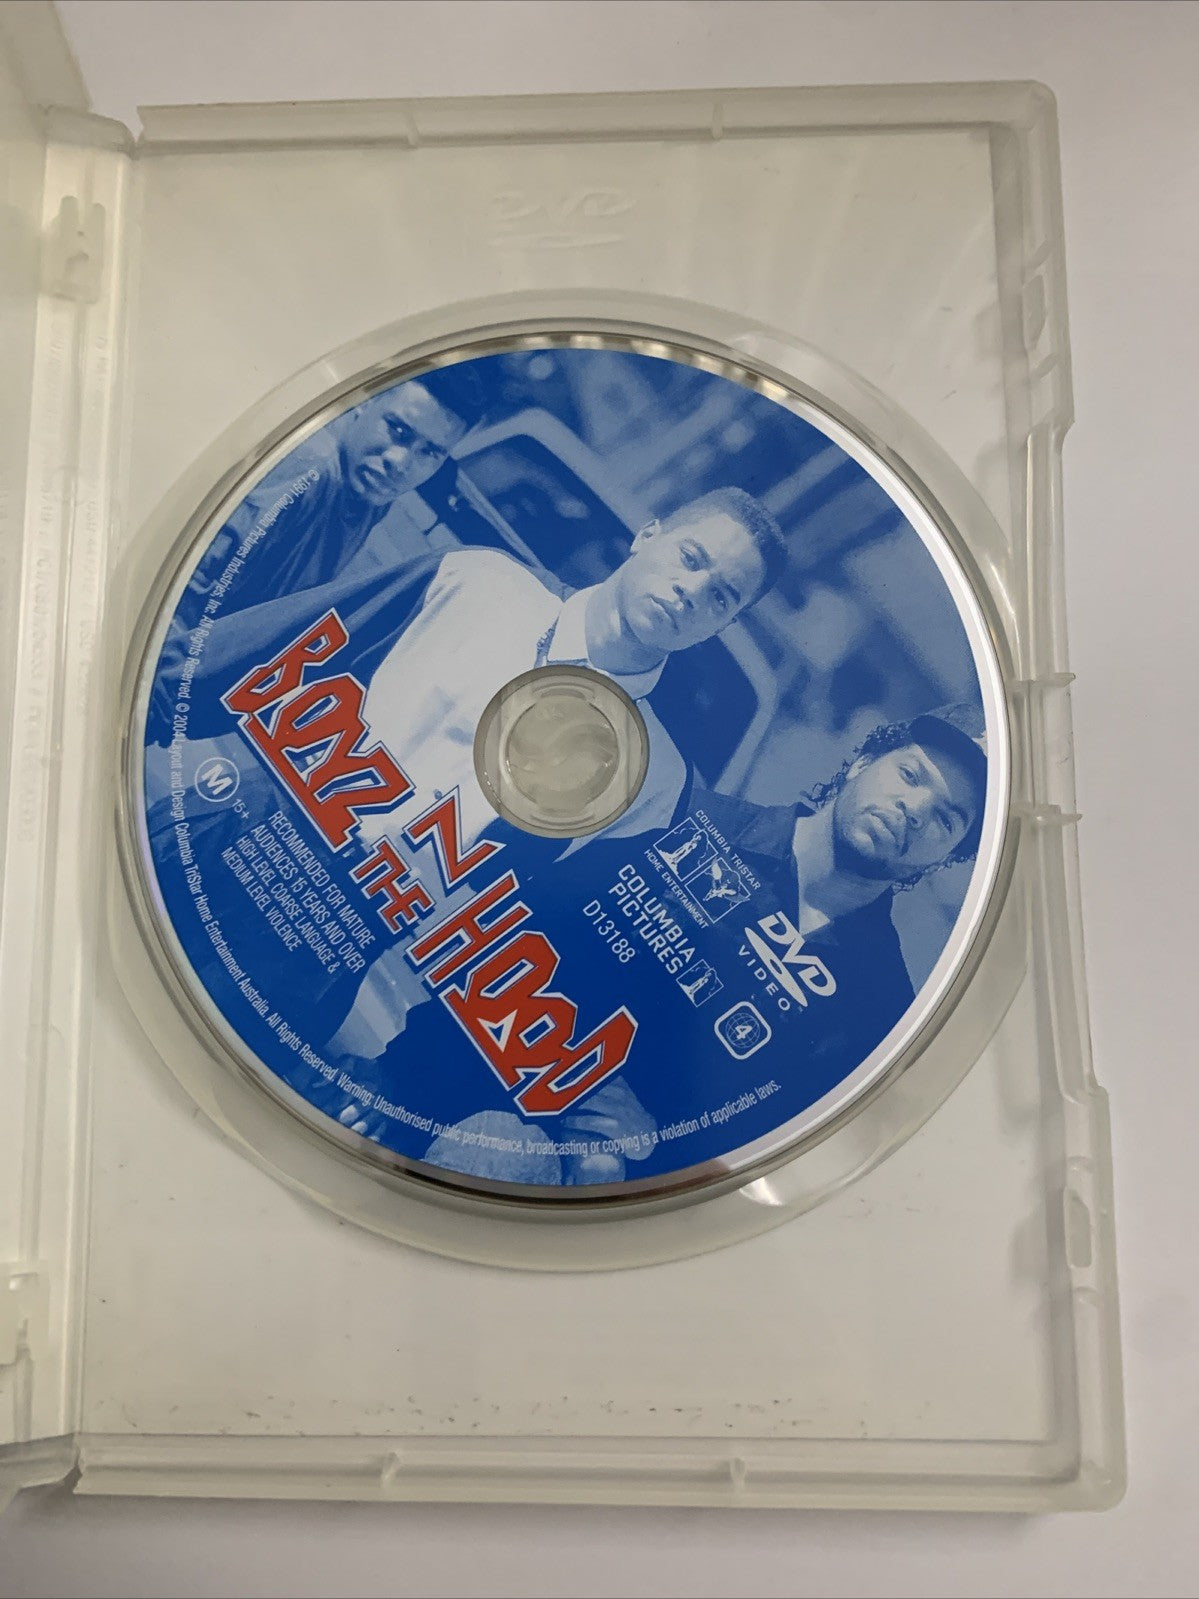 BOYZ N
THE HOOD
M 15+
RECOMMENDED FOR MATURE
AUDIENCES 15 YEARS AND OVER
HIGH LEVEL COARSE LANGUAGE &
MEDIUM LEVEL VIOLENCE
COLUMBIA TRISTAR
HOME ENTERTAINMENT
COLUMBIA
PICTURES
D13188
DVD
VIDEO
4
© 1991 Columbia Pictures Industries, Inc. All Rights Reserved. © 2004 Layout and Design Columbia TriStar Home Entertainment Australia. All Rights Reserved. Warning: Unauthorised public performance, broadcasting or copying is a violation of applicable laws.
DVD